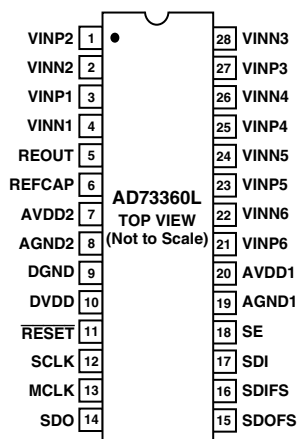 VINP2 1 28 VINN3
VINN2 2 27 VINP3
VINP1 3 26 VINN4
VINN1 4 25 VINP4
REOUT 5 24 VINN5
REFCAP 6 23 VINP5
AD73360L
AVDD2 7 22 VINN6
TOP VIEW
AGND2 8 (Not to Scale) 21 VINP6
DGND 9 20 AVDD1
DVDD 10 19 AGND1
RESET 11 18 SE
SCLK 12 17 SDI
MCLK 13 16 SDIFS
SDO 14 15 SDOFS